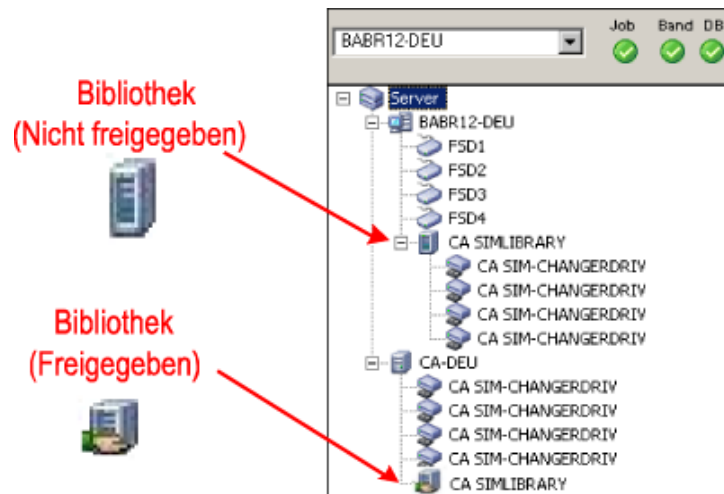 Bibliothek
(Nicht freigegeben)
Bibliothek
(Freigegeben)
BABR12-DEU
Job Band DB
Server
BABR12-DEU
FSD1
FSD2
FSD3
FSD4
CA SIMLIBRARY
CA SIM-CHANGERDRIV
CA SIM-CHANGERDRIV
CA SIM-CHANGERDRIV
CA SIM-CHANGERDRIV
CA-DEU
CA SIM-CHANGERDRIV
CA SIM-CHANGERDRIV
CA SIM-CHANGERDRIV
CA SIM-CHANGERDRIV
CA SIMLIBRARY